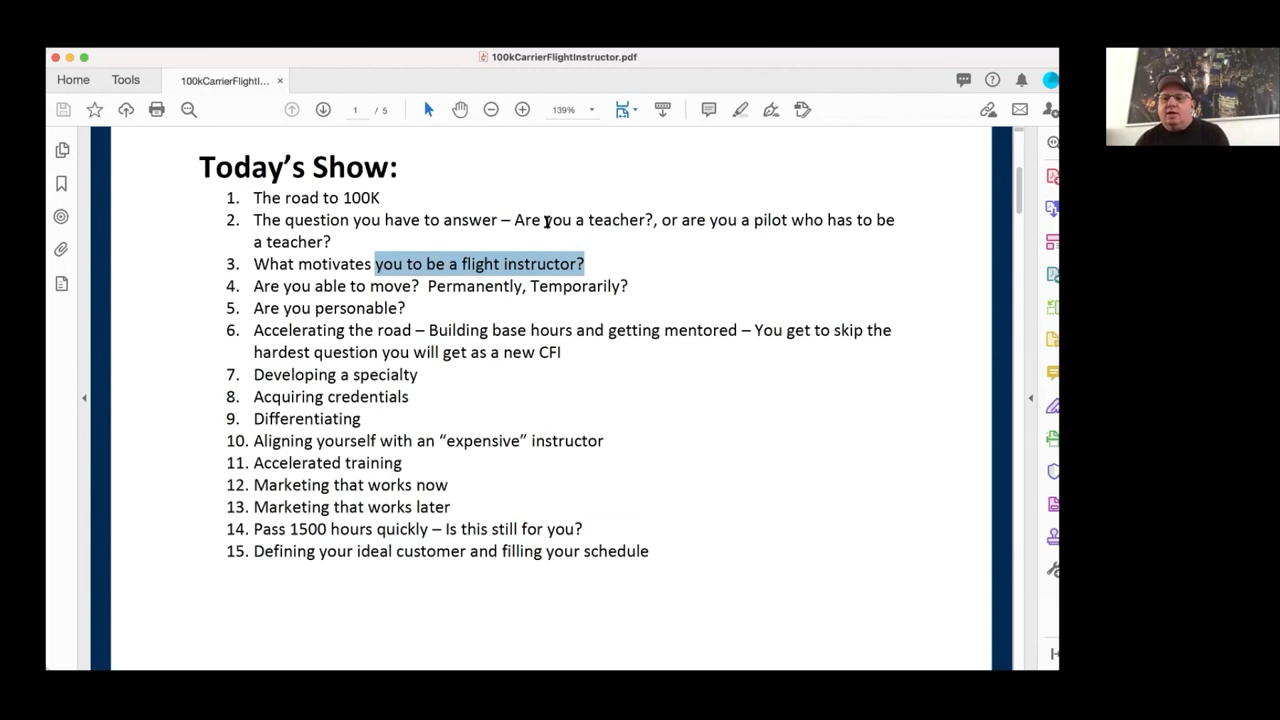 100kCarrierFlightInstructor.pdf
Home Tools 100kCarrierFlightI... ×
1 / 5 139%
Today's Show:
1. The road to 100K
2. The question you have to answer – Are you a teacher?, or are you a pilot who has to be
a teacher?
3. What motivates you to be a flight instructor?
4. Are you able to move? Permanently, Temporarily?
5. Are you personable?
6. Accelerating the road – Building base hours and getting mentored – You get to skip the
hardest question you will get as a new CFI
7. Developing a specialty
8. Acquiring credentials
9. Differentiating
10. Aligning yourself with an “expensive” instructor
11. Accelerated training
12. Marketing that works now
13. Marketing that works later
14. Pass 1500 hours quickly – Is this still for you?
15. Defining your ideal customer and filling your schedule